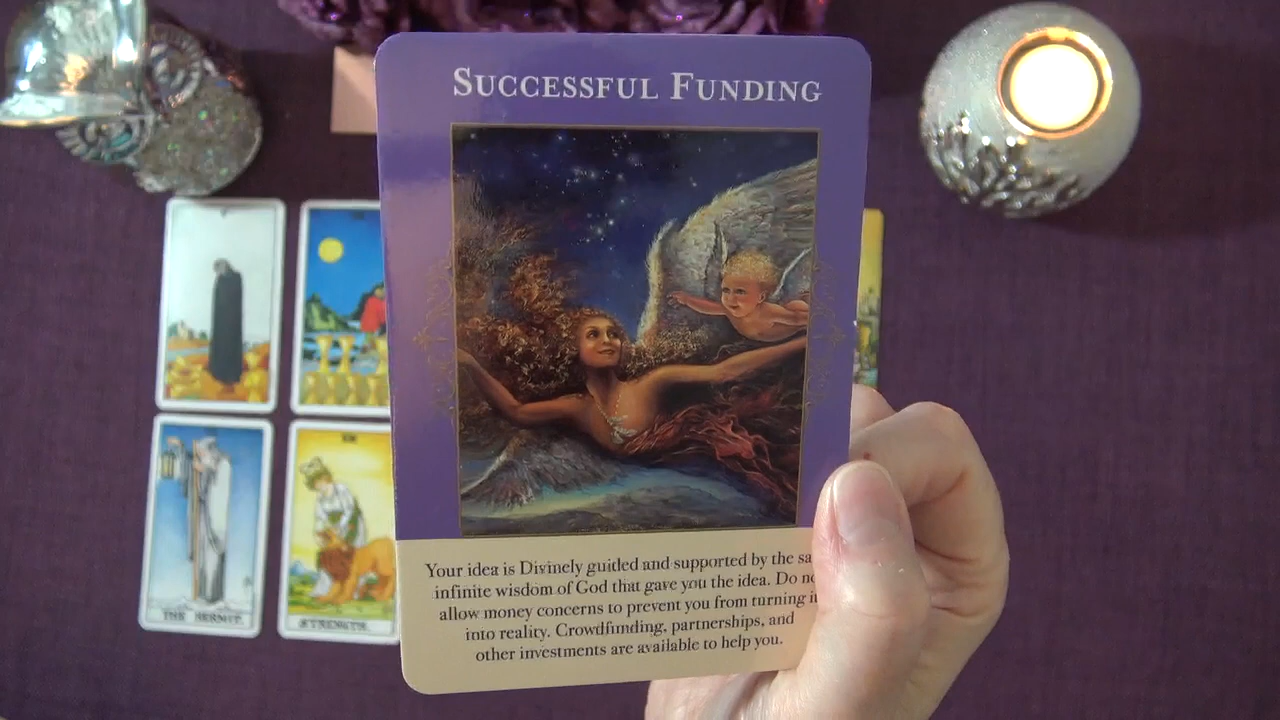 SUCCESSFUL FUNDING
Your idea is Divinely guided and supported by the
infinite wisdom of God that gave you the idea. Do
allow money concerns to prevent you from turning
into reality. Crowdfunding, partnerships, and
other investments are available to help you.
THE HERMIT.
STRENGTH.